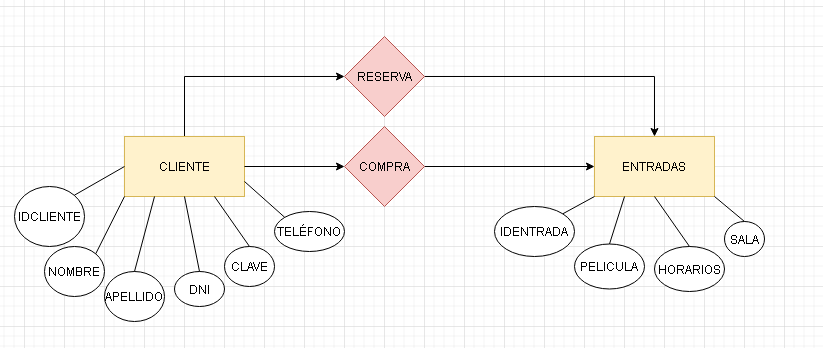 RESERVA
CLIENTE
COMPRA
ENTRADAS
IDCLIENTE
TELÉFONO
IDENTRADA
SALA
NOMBRE
CLAVE
PELICULA
HORARIOS
APELLIDO
DNI